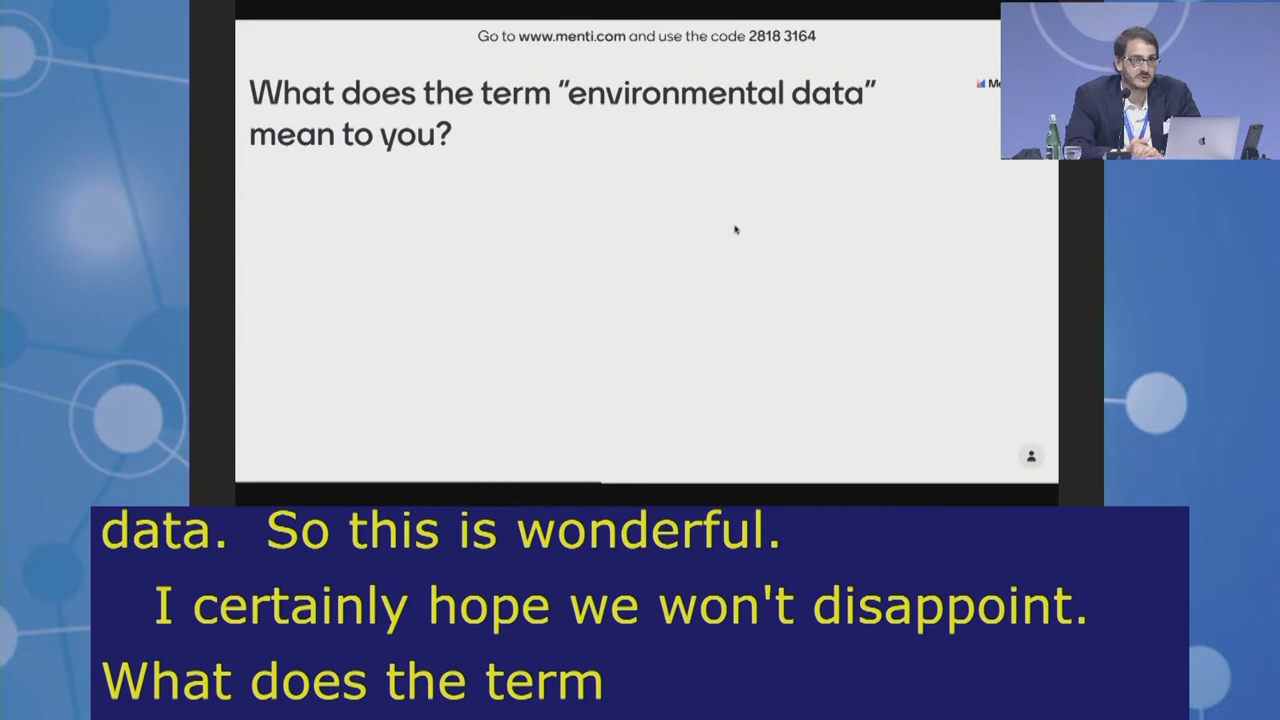 Go to www.menti.com and use the code 2818 3164
What does the term "environmental data"
mean to you?
data. So this is wonderful.
I certainly hope we won't disappoint.
What does the term